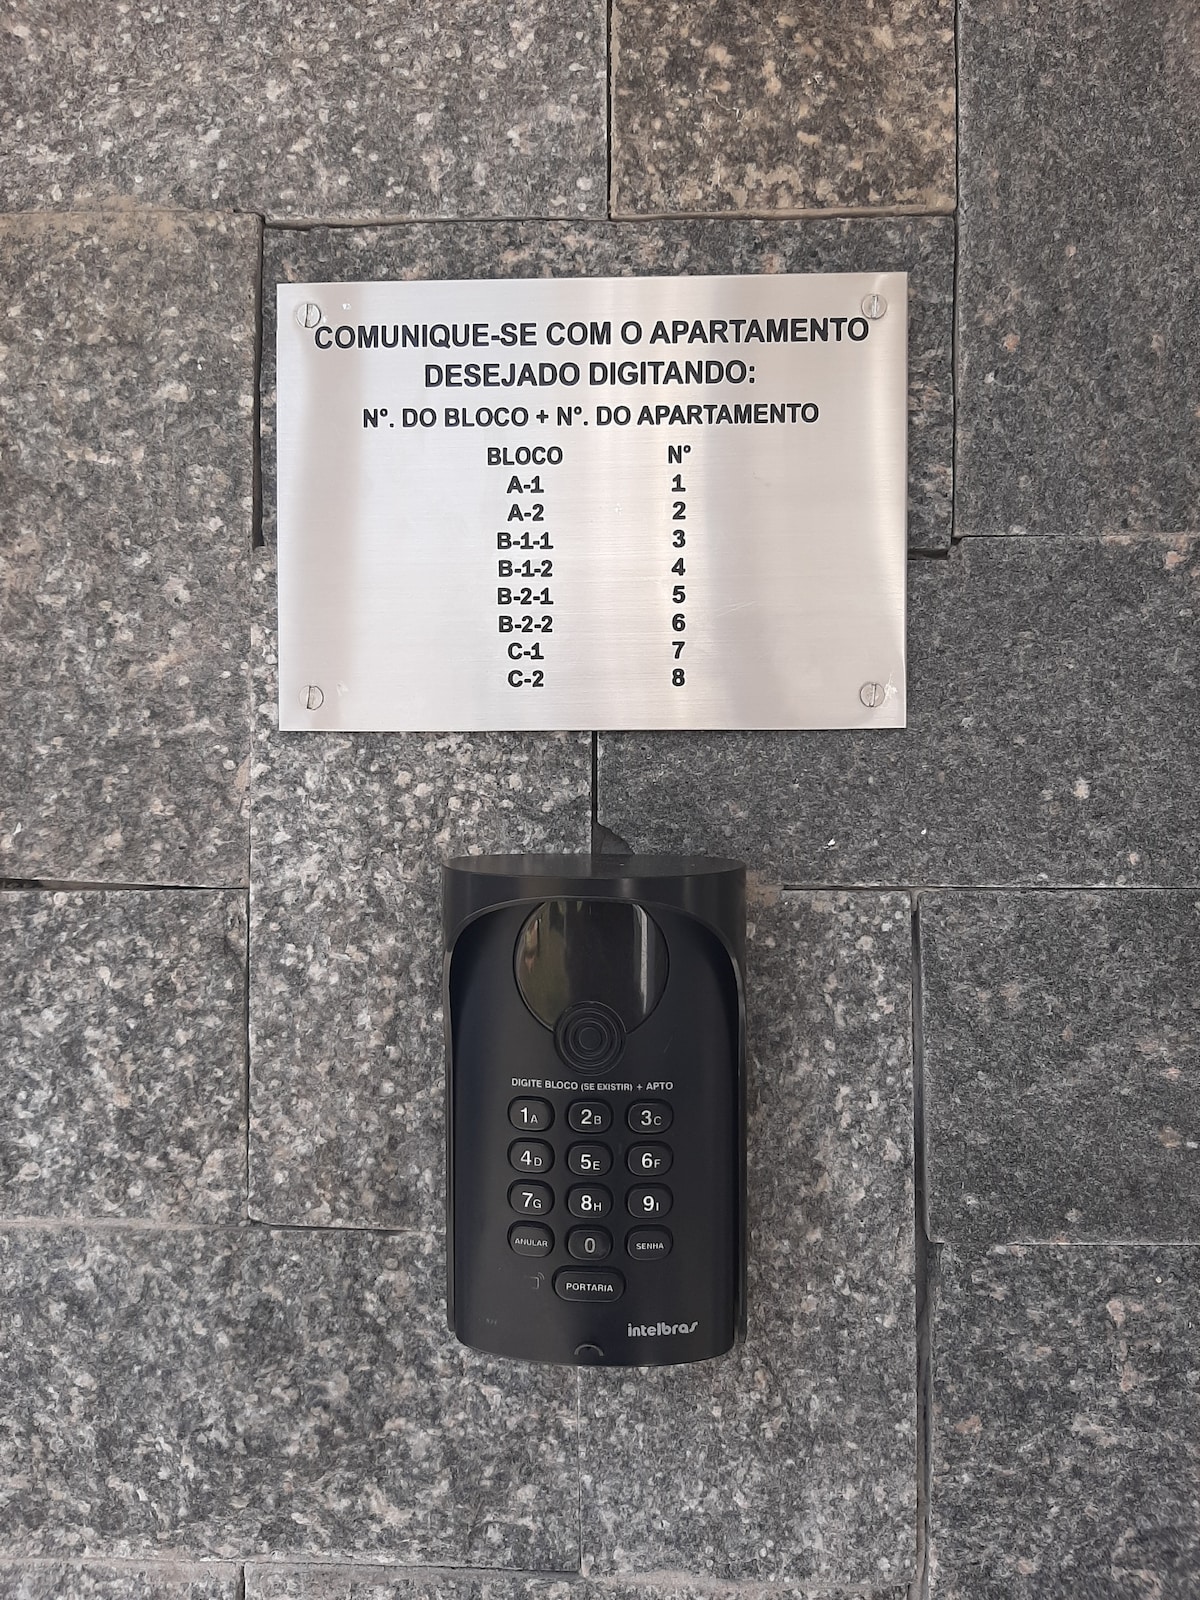 COMUNIQUE-SE COM O APARTAMENTO
DESEJADO DIGITANDO:
Nº. DO BLOCO + Nº. DO APARTAMENTO
BLOCO Nº
A-1 1
A-2 2
B-1-1 3
B-1-2 4
B-2-1 5
B-2-2 6
C-1 7
C-2 8
DIGITE BLOCO (SE EXISTIR) + APTO
1A 2B 3C
4D 5E 6F
7G 8H 9I
ANULAR 0 SENHA
PORTARIA
intelbras